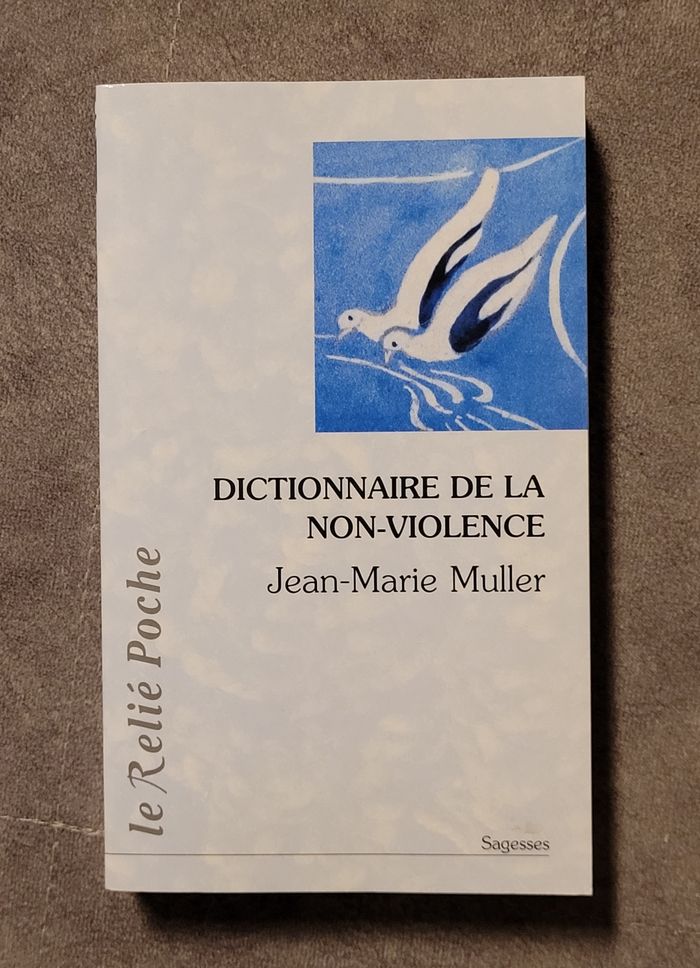 DICTIONNAIRE DE LA
NON-VIOLENCE
Jean-Marie Muller
le Relié Poche
Sagesses